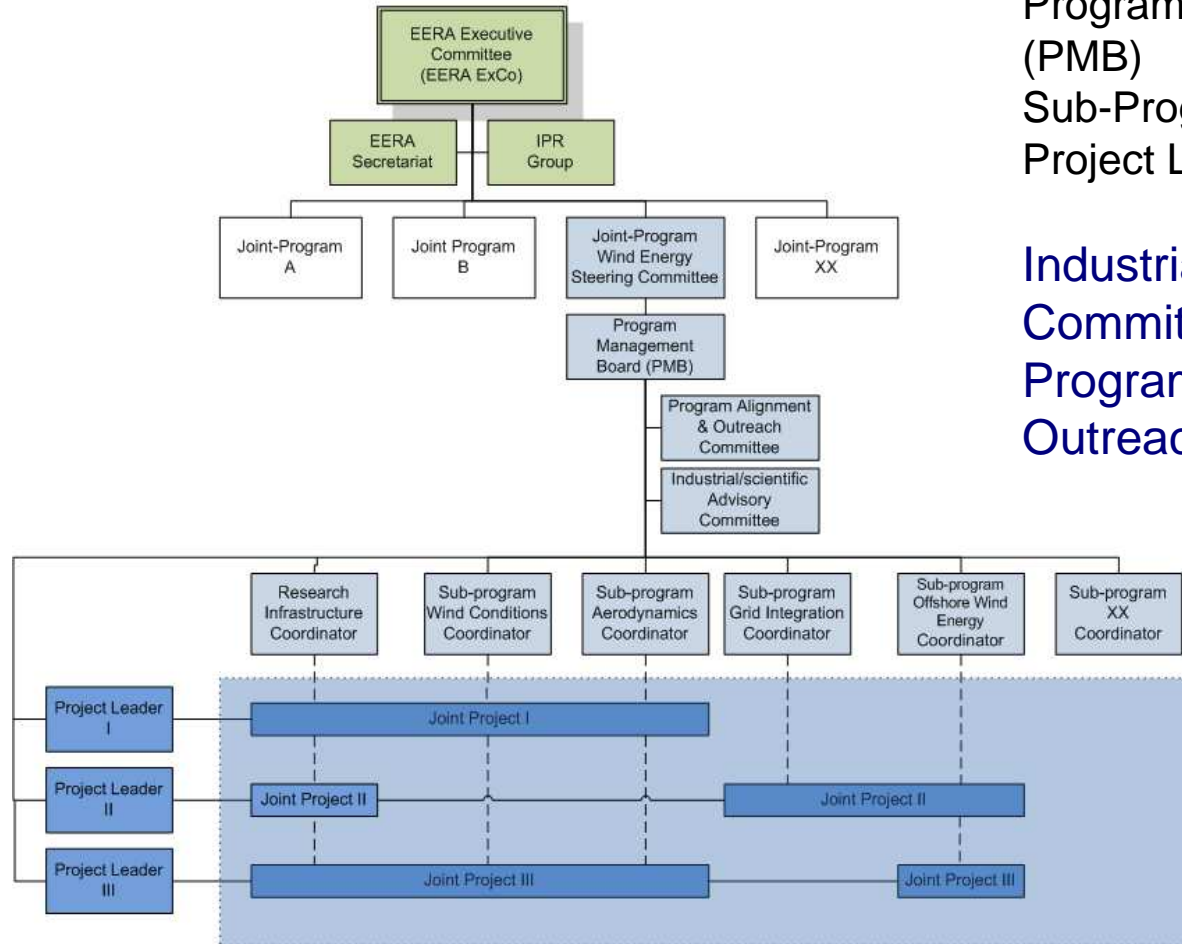 EERA Executive
Committee
(EERA ExCo)
EERA
Secretariat
IPR
Group
Joint-Program
A
Joint Program
B
Joint-Program
Wind Energy
Steering Committee
Joint-Program
XX
Program
Management
Board (PMB)
Program Alignment
& Outreach
Committee
Industrial/scientific
Advisory
Committee
Research
Infrastructure
Coordinator
Sub-program
Wind Conditions
Coordinator
Sub-program
Aerodynamics
Coordinator
Sub-program
Grid Integration
Coordinator
Sub-program
Offshore Wind
Energy
Coordinator
Sub-program
XX
Coordinator
Project Leader
I
Joint Project I
Project Leader
II
Joint Project II
Joint Project II
Project Leader
III
Joint Project III
Joint Project III
Program
(PMB)
Sub-Prog
Project L
Industria
Commit
Program
Outreac